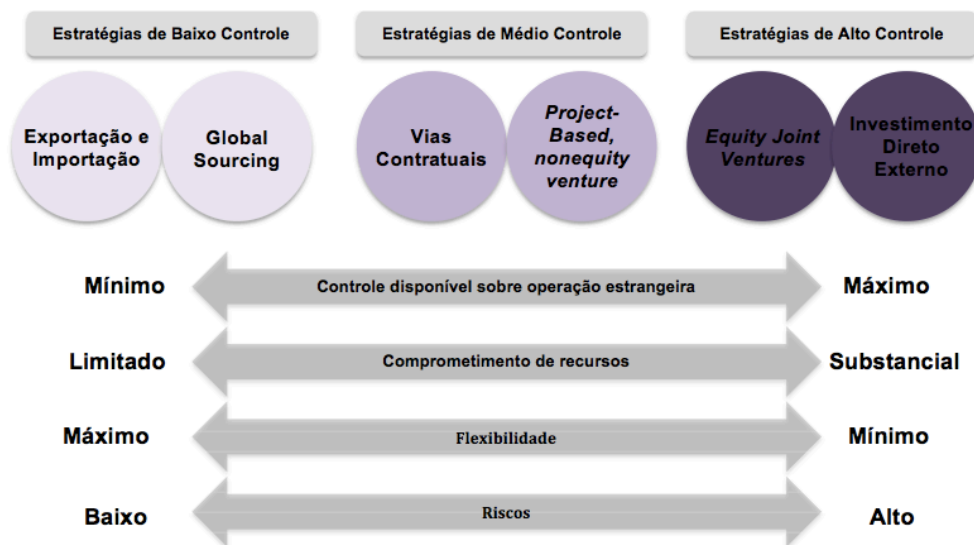 Estratégias de Baixo Controle
Estratégias de Médio Controle
Estratégias de Alto Controle
Exportação e
Importação
Global
Sourcing
Vias
Contratuais
Project-
Based,
nonequity
venture
Equity Joint
Ventures
Investimento
Direto
Externo
Mínimo
Controle disponível sobre operação estrangeira
Máximo
Limitado
Comprometimento de recursos
Substancial
Máximo
Flexibilidade
Mínimo
Baixo
Riscos
Alto